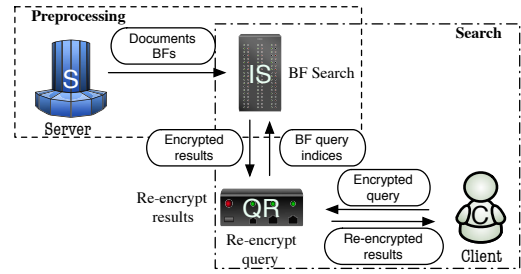 Preprocessing
Search
Documents
BFs
S
IS
BF Search
Server
Encrypted
results
BF query
indices
Re-encrypt
results
QR
Encrypted
query
C
Re-encrypt
query
Re-encrypted
results
Client